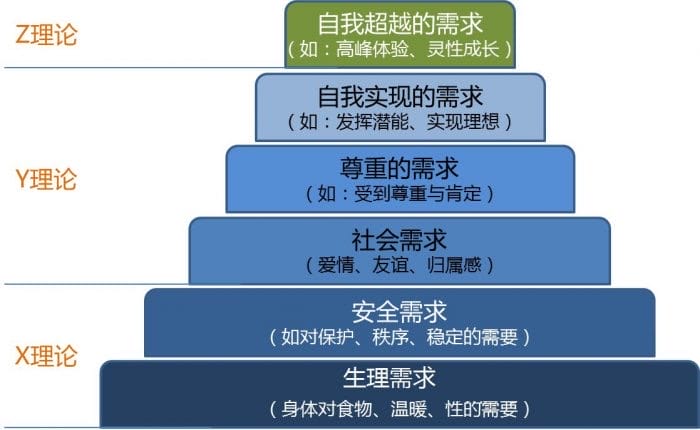 Z理论
自我超越的需求
（如：高峰体验、灵性成长）
自我实现的需求
（如：发挥潜能、实现理想）
Y理论
尊重的需求
（如：受到尊重与肯定）
社会需求
（爱情、友谊、归属感）
X理论
安全需求
（如对保护、秩序、稳定的需要）
生理需求
（身体对食物、温暖、性的需要）